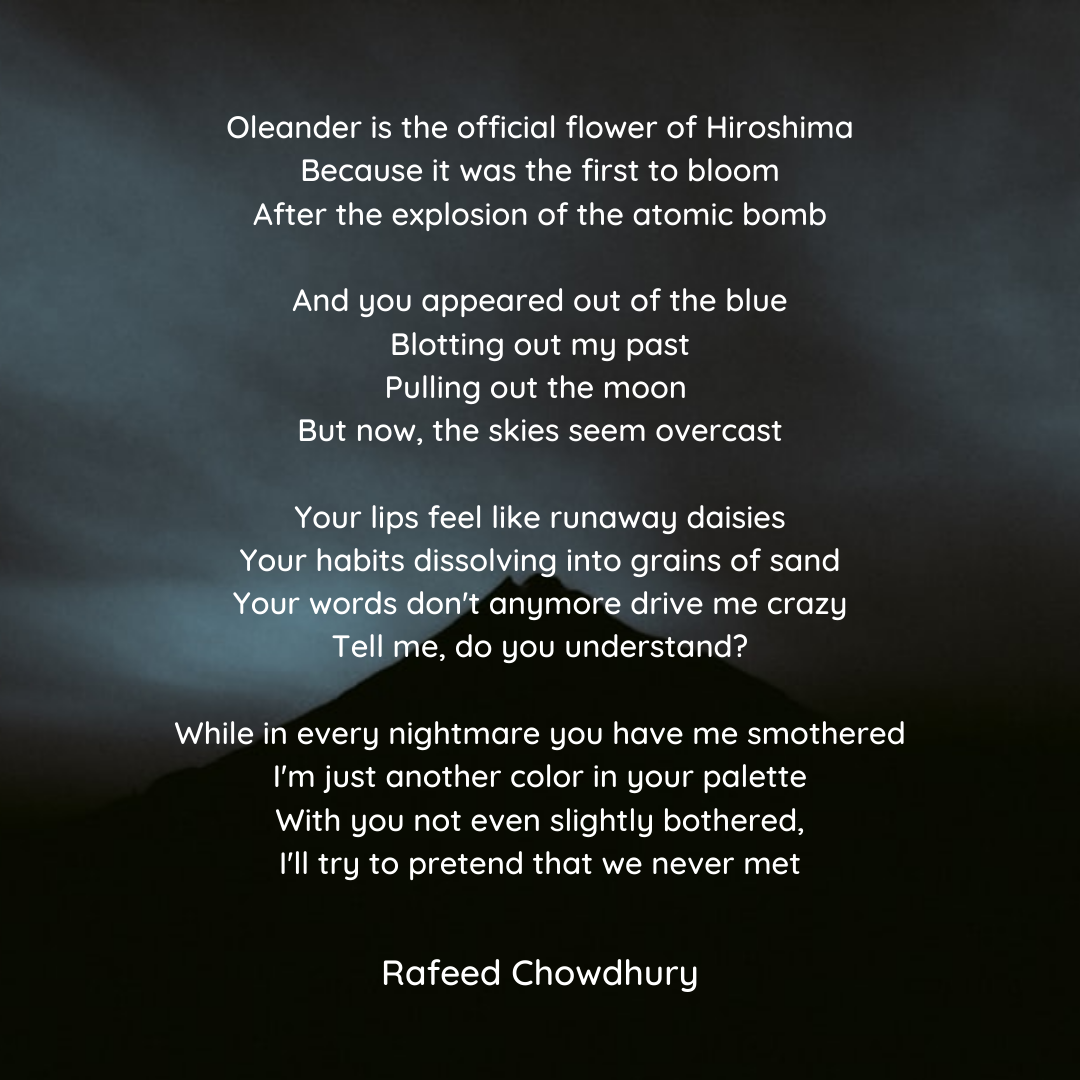 Oleander is the official flower of Hiroshima
Because it was the first to bloom
After the explosion of the atomic bomb
And you appeared out of the blue
Blotting out my past
Pulling out the moon
But now, the skies seem overcast
Your lips feel like runaway daisies
Your habits dissolving into grains of sand
Your words don't anymore drive me crazy
Tell me, do you understand?
While in every nightmare you have me smothered
I'm just another color in your palette
With you not even slightly bothered,
I'll try to pretend that we never met
Rafeed Chowdhury